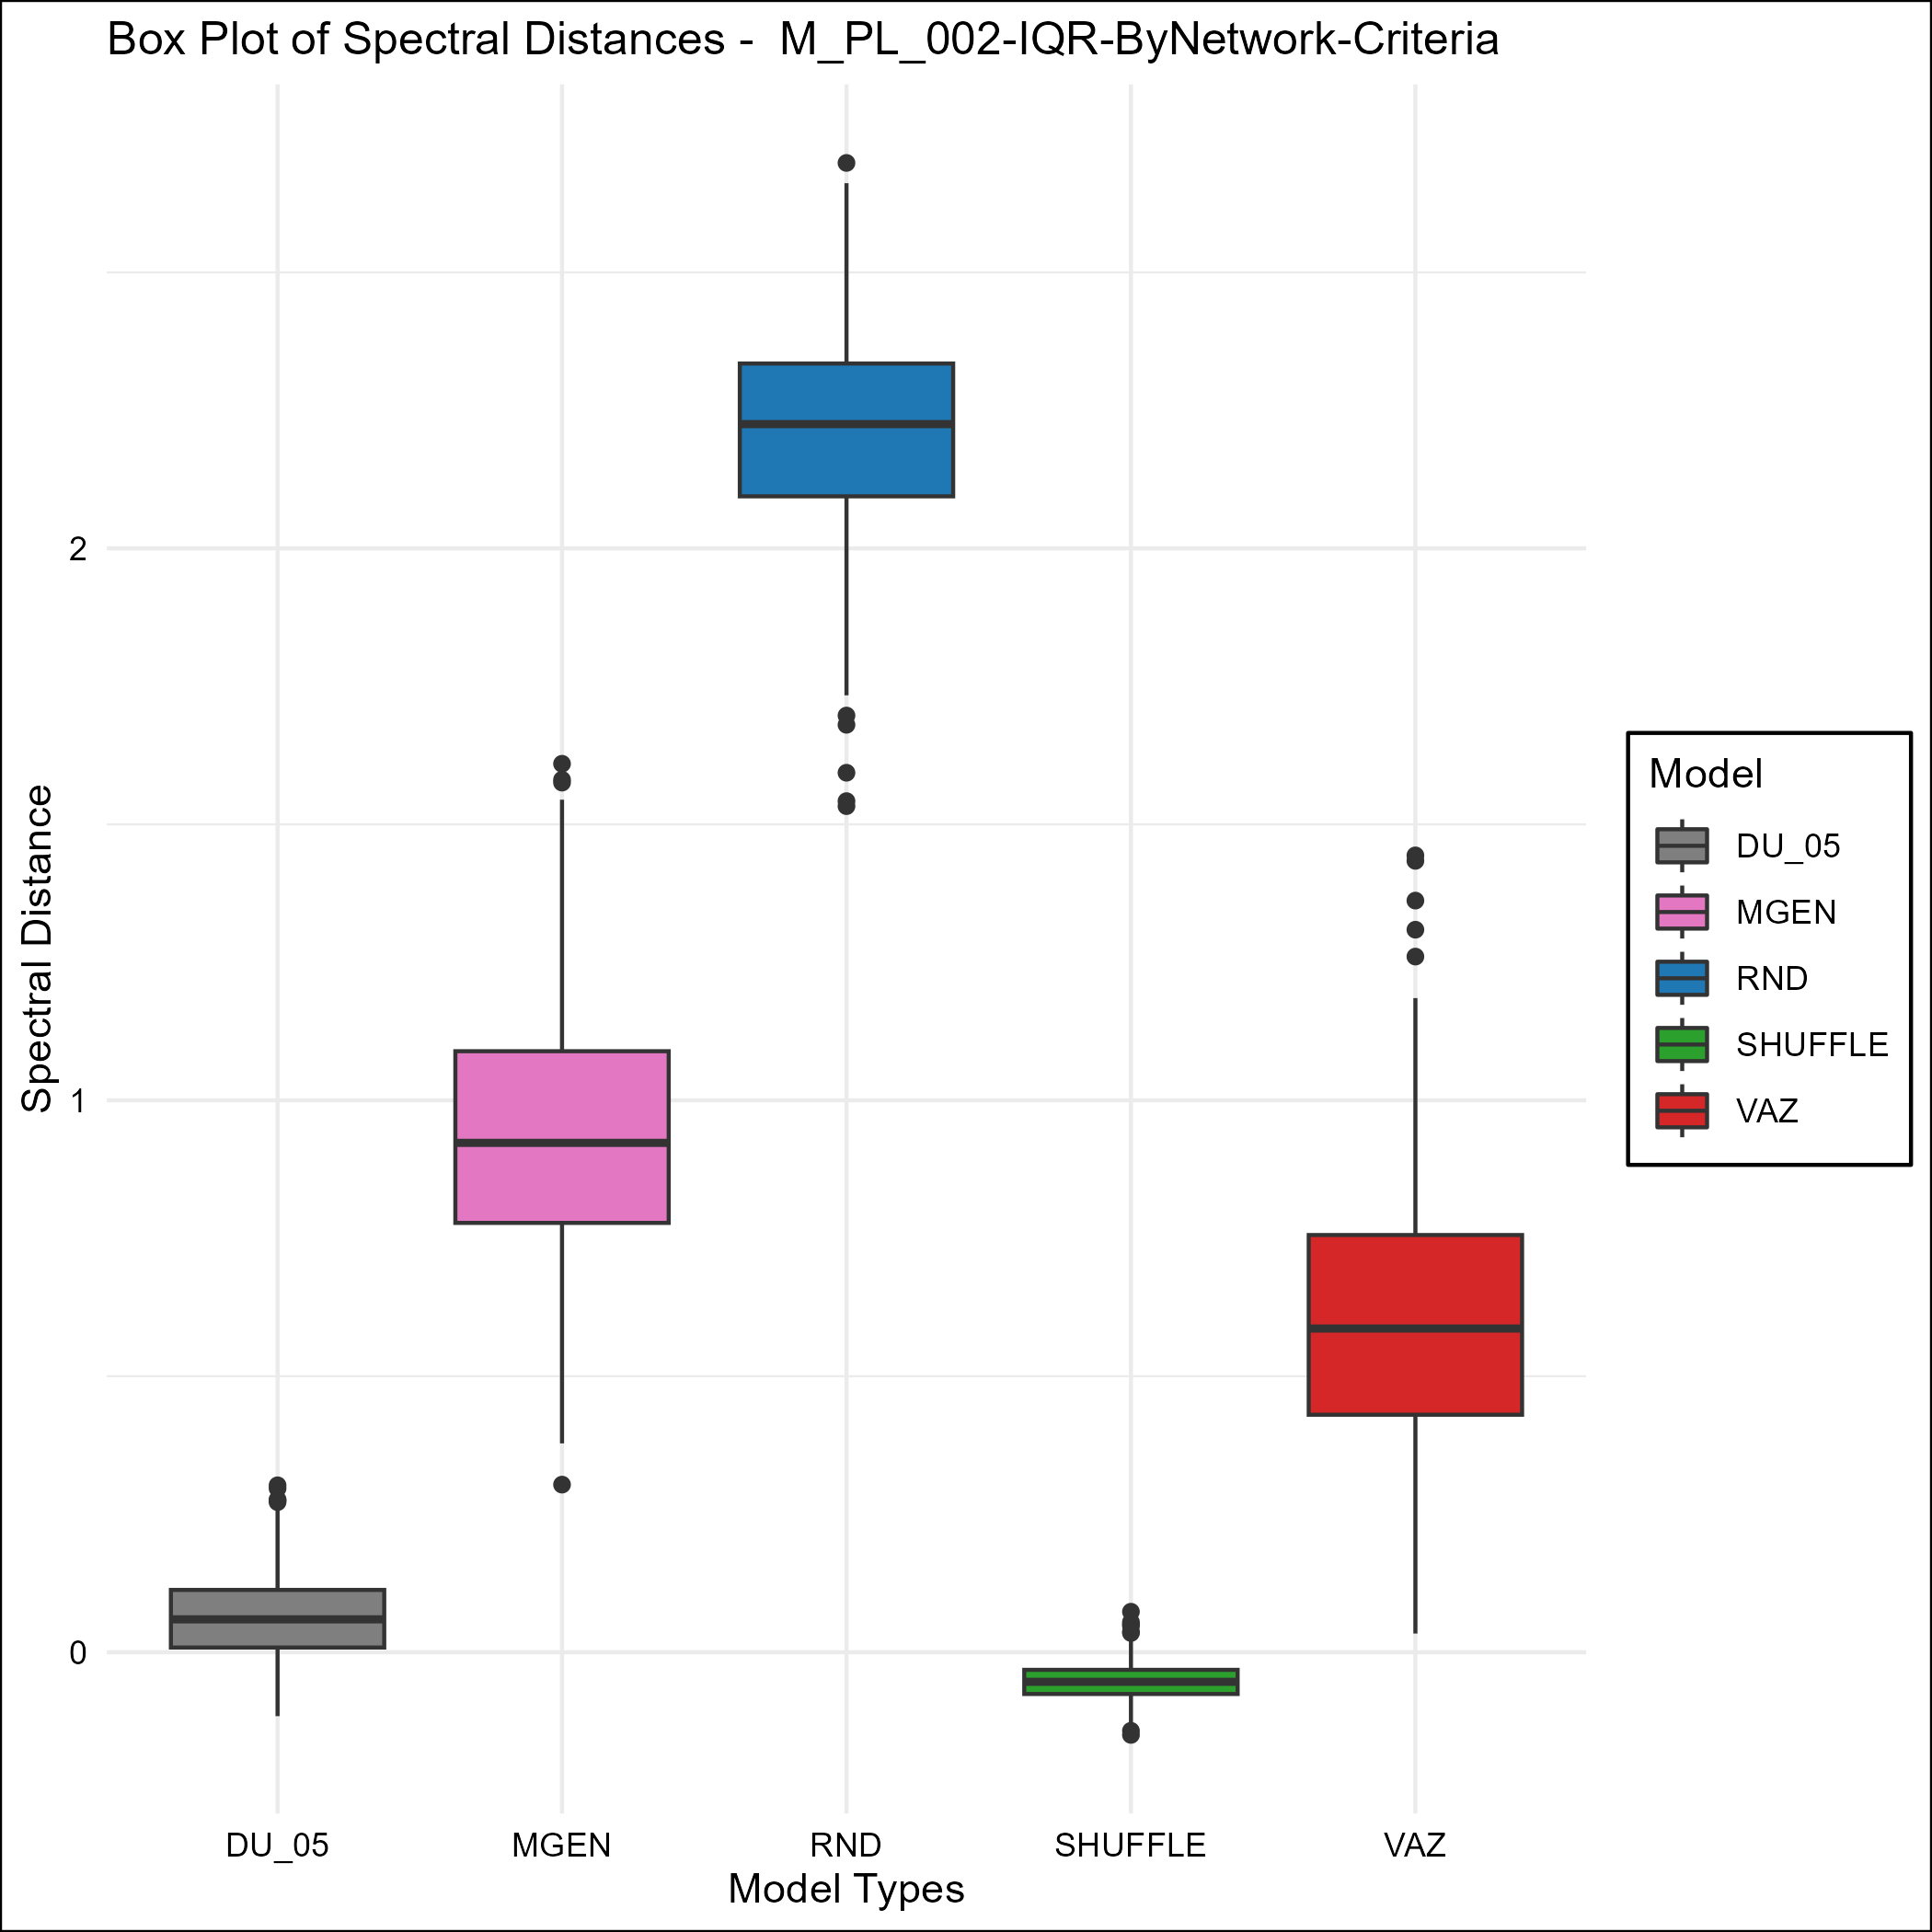 Box Plot of Spectral Distances -  M_PL_002-IQR-ByNetwork-Criteria
Spectral Distance
2
1
0
DU_05
MGEN
RND
SHUFFLE
VAZ
Model Types
Model
DU_05
MGEN
RND
SHUFFLE
VAZ